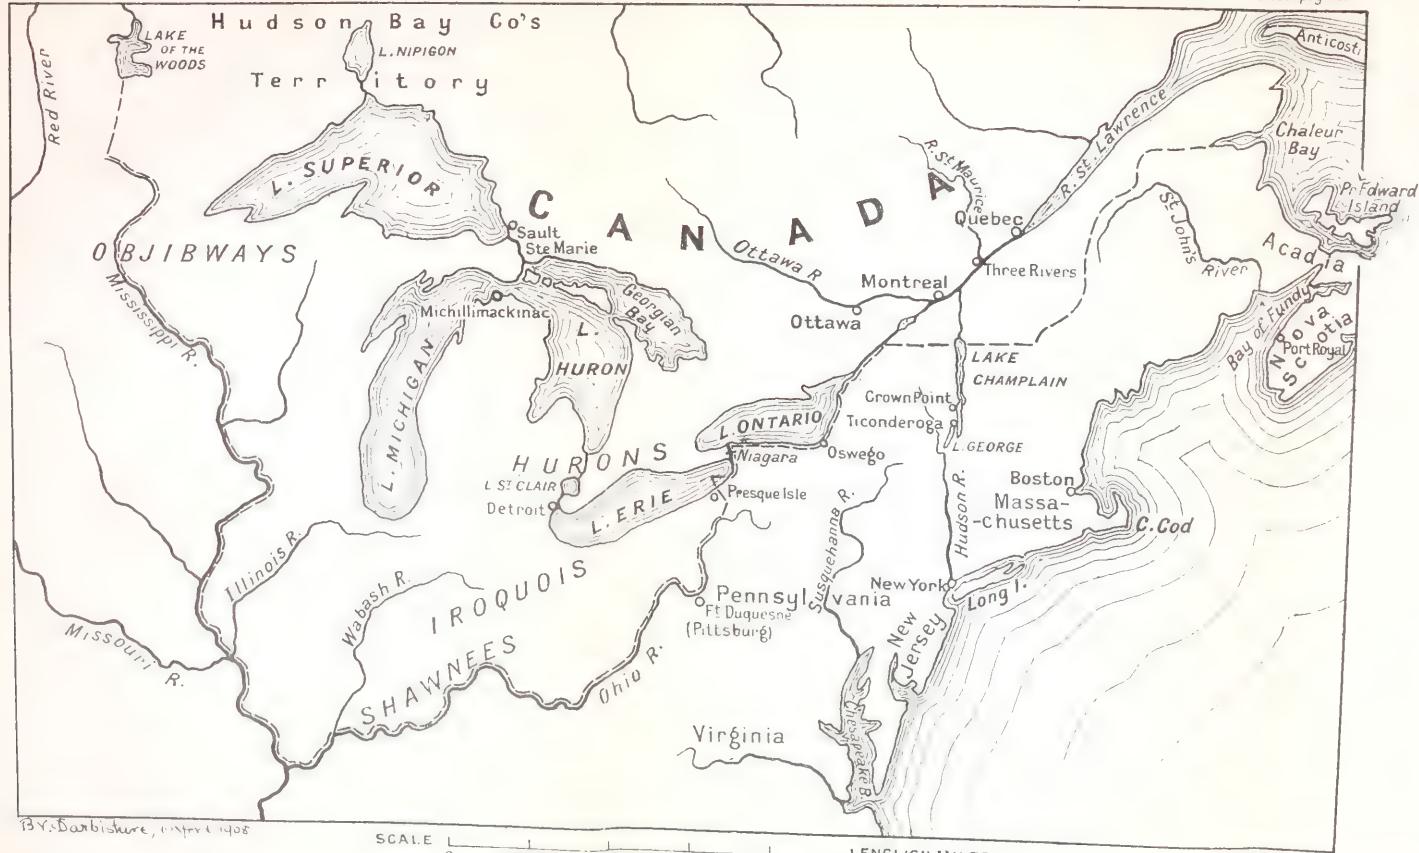 Hudson Bay Co's
Territory
LAKE
OF THE
WOODS
L. NIPIGON
Red River
Anticosti
R. St. Lawrence
Chaleur
Bay
Pr. Edward
Island
R. St. Maurice
L. SUPERIOR
CANADA
Quebec
St. John's River
Acadia
Sault
Ste Marie
OBJIBWAYS
Ottawa R
Three Rivers
Montreal
Mississippi R.
Michillimackinac
Georgian
Bay
Ottawa
Bay of Fundy
Nova
Scotia
Port Royal
L.
HURON
LAKE
CHAMPLAIN
L. MICHIGAN
Crown Point
Ticonderoga
L. ONTARIO
L. GEORGE
HURONS
Niagara
Oswego
L St CLAIR
Detroit
L. ERIE
Presque Isle
Boston
Massa-
-chusetts
C. Cod
Susquehanna R.
Hudson R.
Illinois R.
Wabash R.
IROQUOIS
New York
Long I.
Pennsylvania
Ft Duquesne
(Pittsburg)
New
Jersey
Missouri
R.
SHAWNEES
Ohio R.
Virginia
Chesapeake B.
B.V. Darbishire, 1908
SCALE